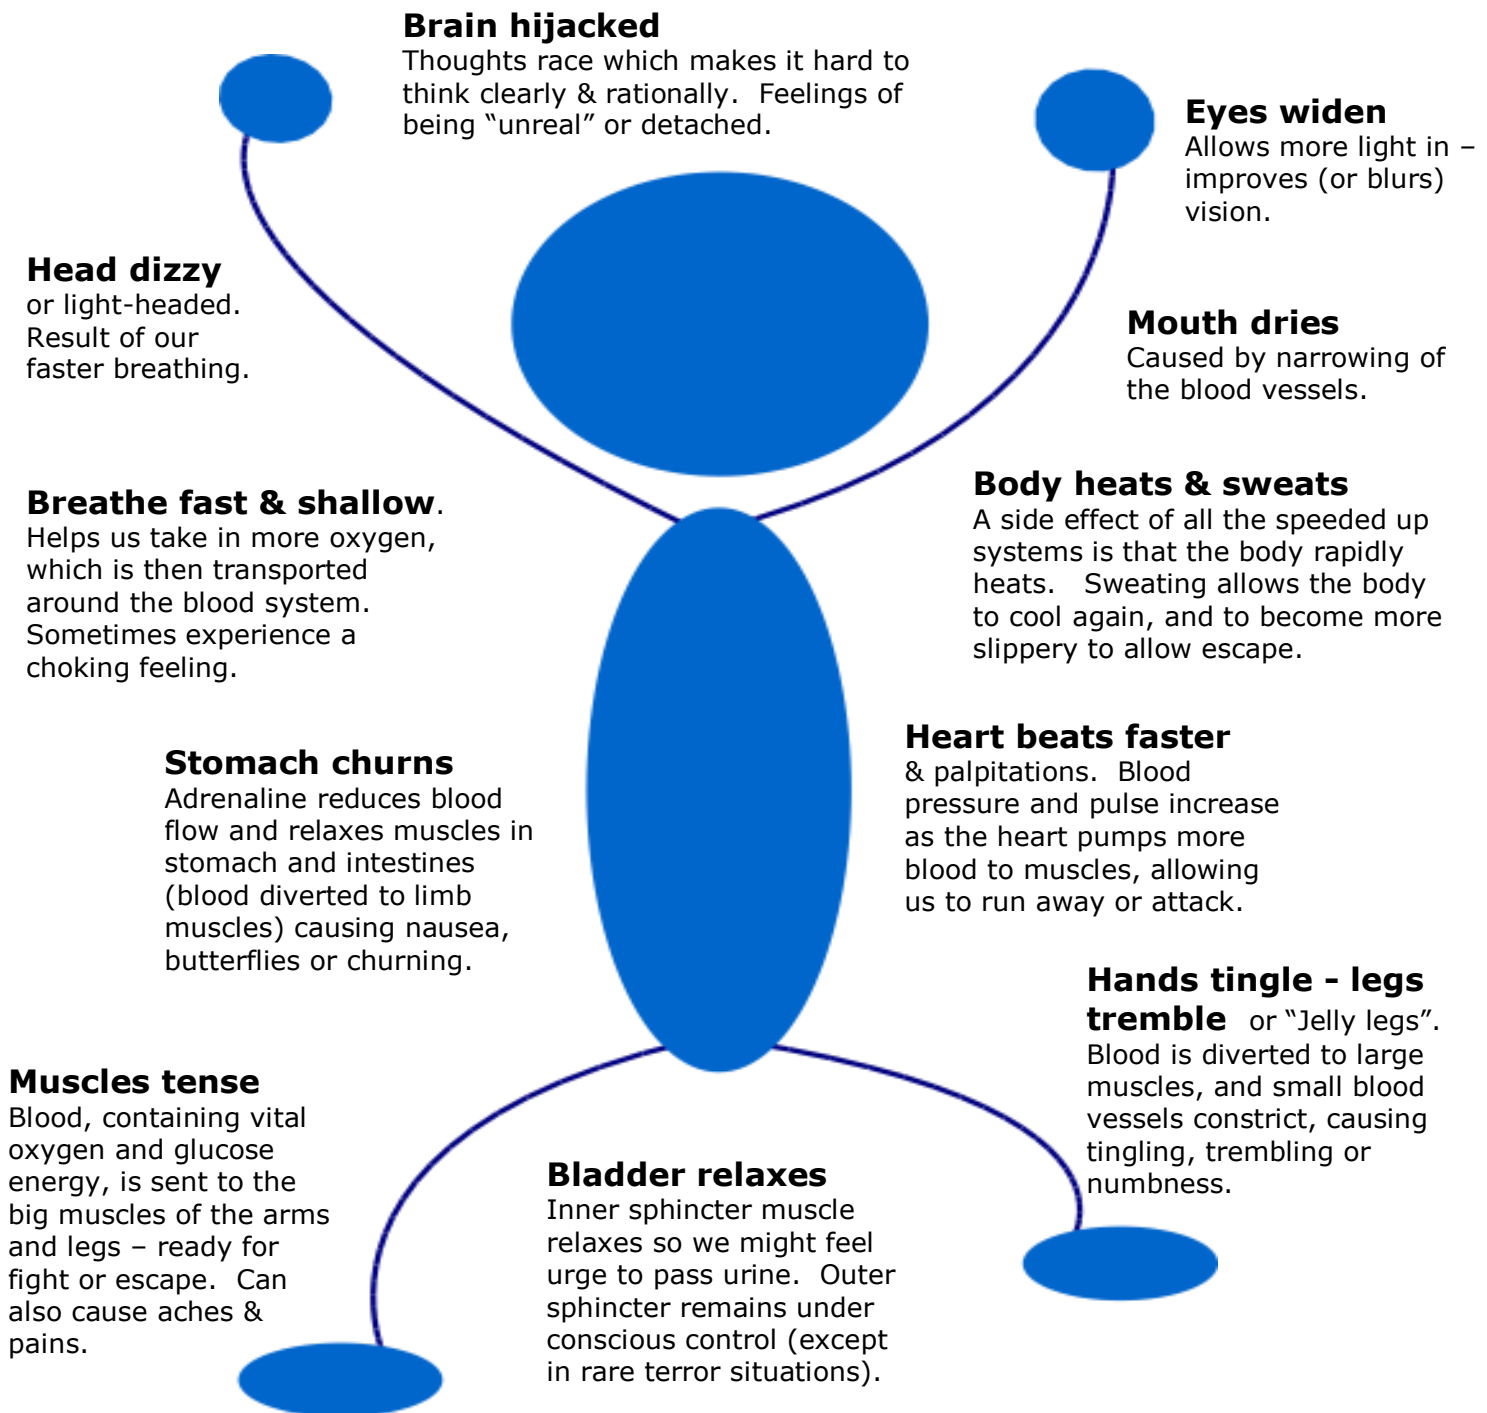 Brain hijacked
Thoughts race which makes it hard to
think clearly & rationally.  Feelings of
being “unreal” or detached.
Eyes widen
Allows more light in –
improves (or blurs)
vision.
Head dizzy
or light-headed.
Result of our
faster breathing.
Mouth dries
Caused by narrowing of
the blood vessels.
Breathe fast & shallow.
Helps us take in more oxygen,
which is then transported
around the blood system.
Sometimes experience a
choking feeling.
Body heats & sweats
A side effect of all the speeded up
systems is that the body rapidly
heats.   Sweating allows the body
to cool again, and to become more
slippery to allow escape.
Stomach churns
Adrenaline reduces blood
flow and relaxes muscles in
stomach and intestines
(blood diverted to limb
muscles) causing nausea,
butterflies or churning.
Heart beats faster
& palpitations.  Blood
pressure and pulse increase
as the heart pumps more
blood to muscles, allowing
us to run away or attack.
Hands tingle - legs
tremble  or “Jelly legs”.
Blood is diverted to large
muscles, and small blood
vessels constrict, causing
tingling, trembling or
numbness.
Muscles tense
Blood, containing vital
oxygen and glucose
energy, is sent to the
big muscles of the arms
and legs – ready for
fight or escape.  Can
also cause aches &
pains.
Bladder relaxes
Inner sphincter muscle
relaxes so we might feel
urge to pass urine.  Outer
sphincter remains under
conscious control (except
in rare terror situations).